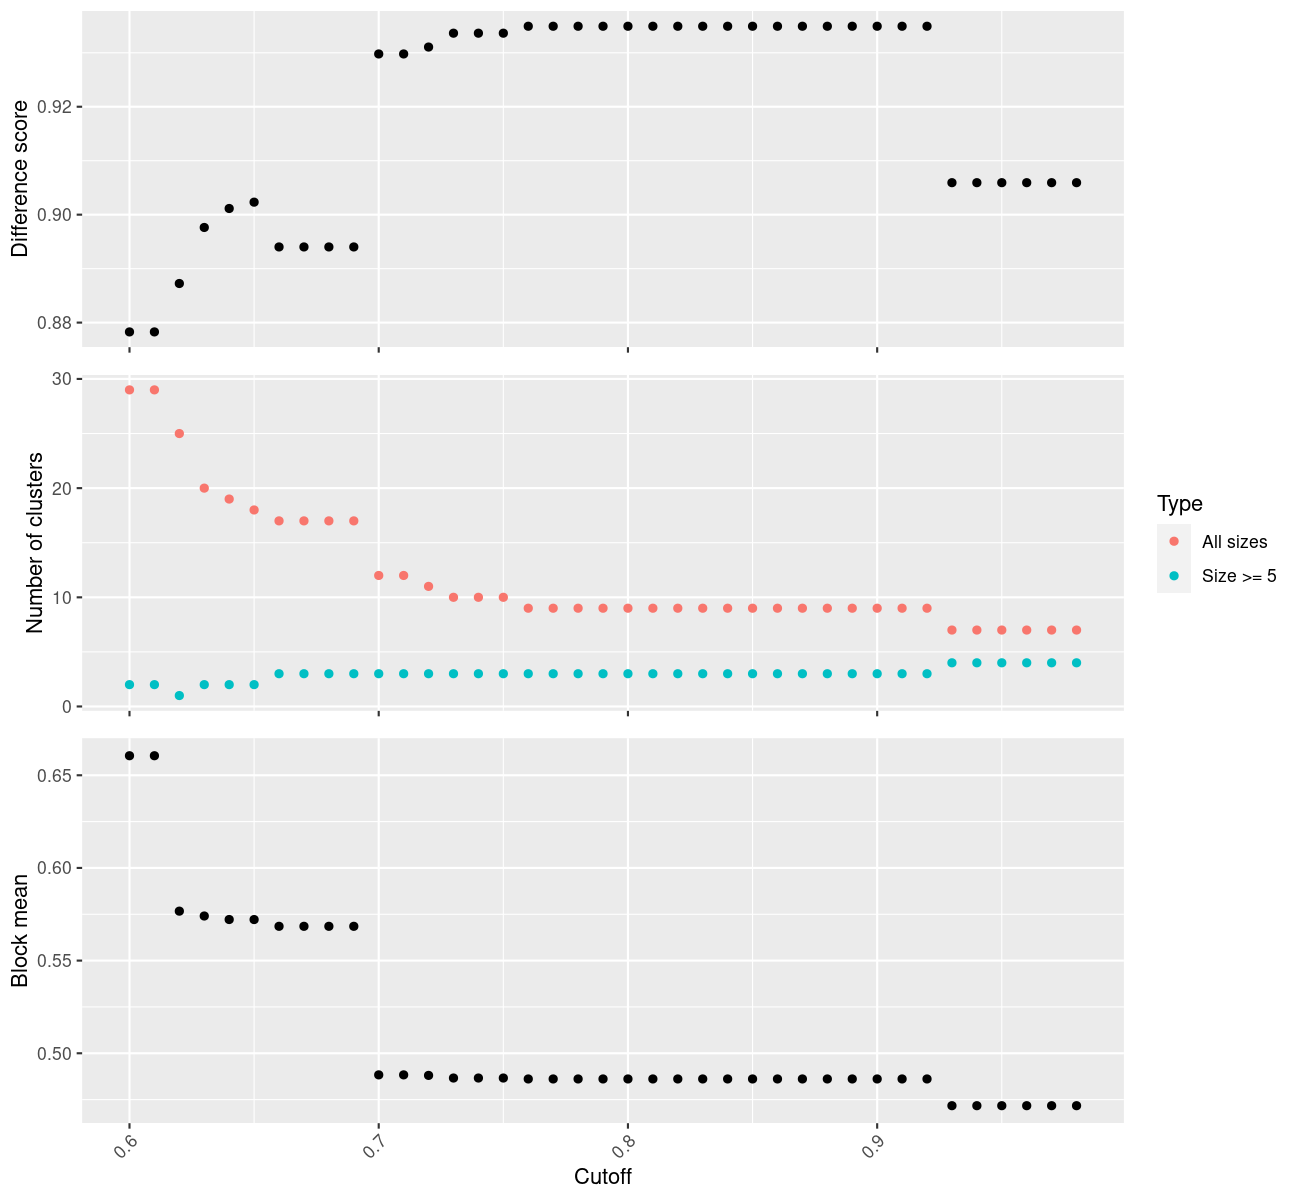 Difference score
0.92
0.90
0.88
Number of clusters
30
20
10
0
Type
All sizes
Size >= 5
Block mean
0.65
0.60
0.55
0.50
0.6 0.7 0.8 0.9
Cutoff